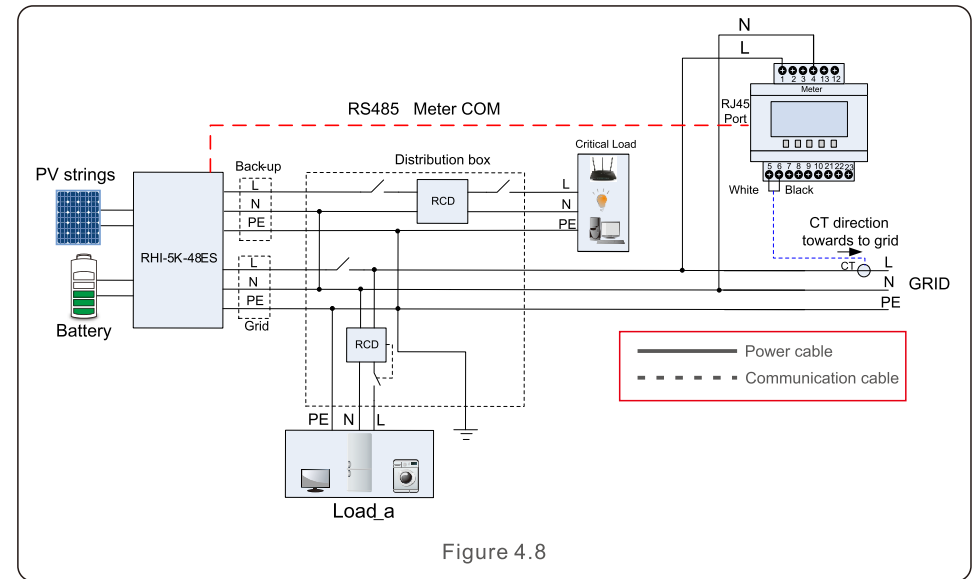 N
L
1 2 3 4 13 12
Meter
RS485 Meter COM
RJ45
Port
5 6 7 8 9 10 21 22 23
White
Black
PV strings
Back-up
Distribution box
Critical Load
L
N
PE
RCD
L
N
PE
RHI-5K-48ES
CT direction
towards to grid
CT
L
N
PE
Grid
L
N
PE
GRID
Battery
RCD
Power cable
Communication cable
PE N L
Load_a
Figure 4.8